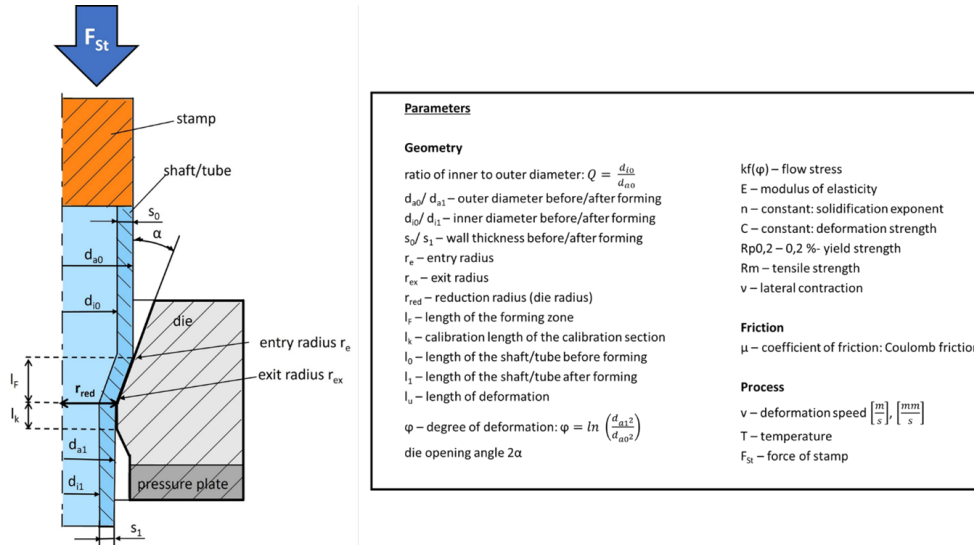 F_St
stamp
shaft/tube
s₀
α
d_a0
d_i0
die
entry radius r_e
exit radius r_ex
l_F
r_red
l_k
d_a1
d_i1
pressure plate
s₁
Parameters
Geometry
ratio of inner to outer diameter: Q = d_i0/d_a0
d_a0/ d_a1 – outer diameter before/after forming
d_i0/ d_i1 – inner diameter before/after forming
s₀/ s₁ – wall thickness before/after forming
r_e – entry radius
r_ex – exit radius
r_red – reduction radius (die radius)
l_F – length of the forming zone
l_k – calibration length of the calibration section
l₀ – length of the shaft/tube before forming
l₁ – length of the shaft/tube after forming
l_u – length of deformation
φ – degree of deformation: φ = ln (d_a1²/d_a0²)
die opening angle 2α
kf(φ) – flow stress
E – modulus of elasticity
n – constant: solidification exponent
C – constant: deformation strength
Rp0,2 – 0,2 %- yield strength
Rm – tensile strength
ν – lateral contraction
Friction
μ – coefficient of friction: Coulomb friction
Process
v – deformation speed [m/s], [mm/s]
T – temperature
F_St – force of stamp